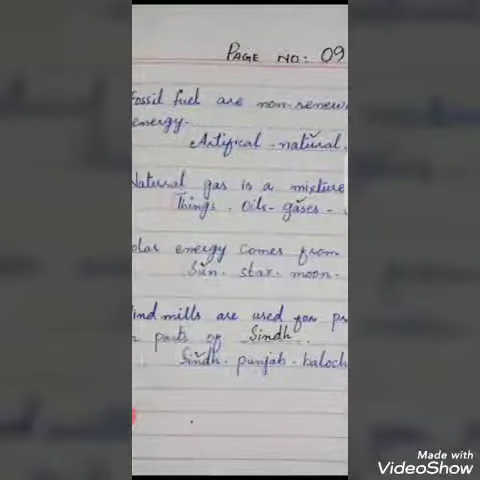 PAGE NO: 09
Fossil fuel are non-renew
energy.
Artifical - natural.
Natural gas is a mixture
Things. Oils - gases -
olar energy comes from
Sun. star. moon.
ind mills are used for pr
parts of Sindh.
Sindh. punjab - baloch
Made with
VideoShow